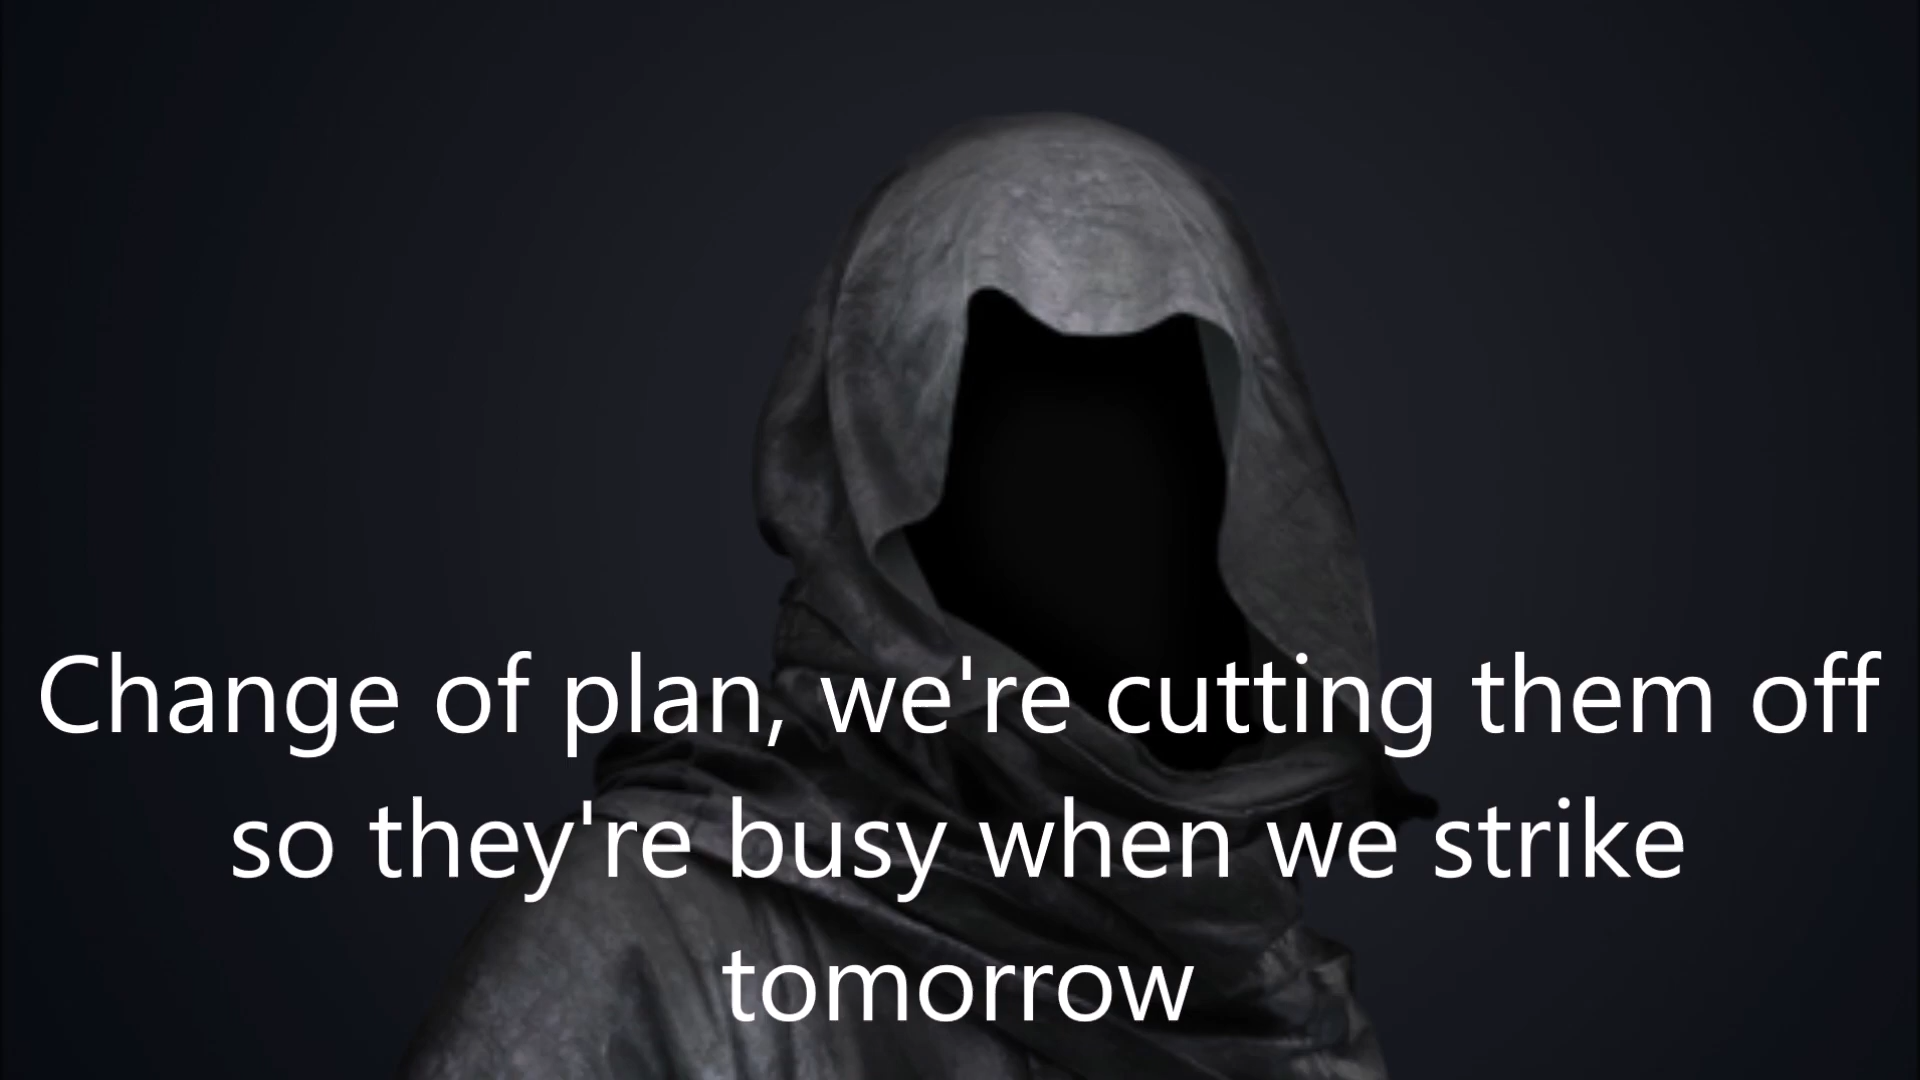 Change of plan, we're cutting them off
so they're busy when we strike
tomorrow